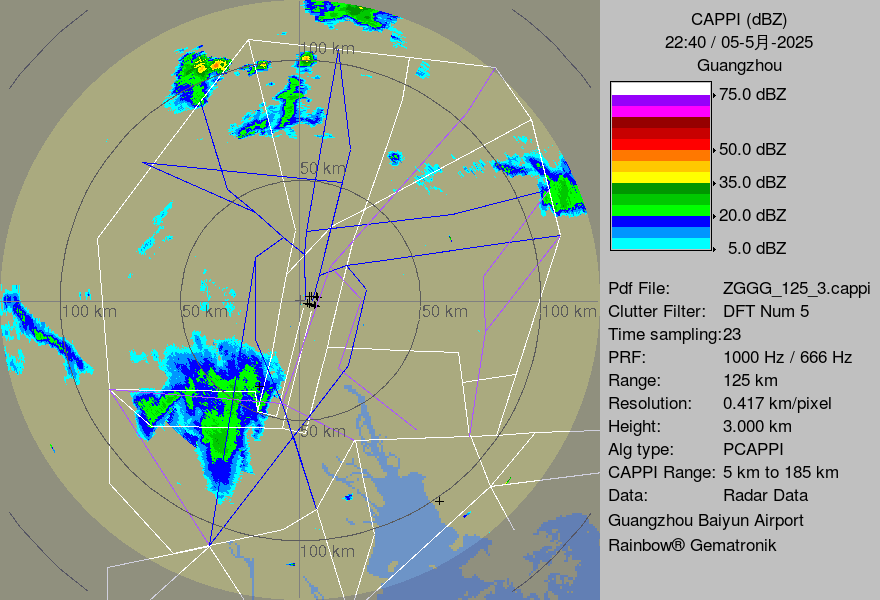 CAPPI (dBZ)
22:40 / 05-5月-2025
Guangzhou
75.0 dBZ
50.0 dBZ
35.0 dBZ
20.0 dBZ
5.0 dBZ
Pdf File: ZGGG_125_3.cappi
Clutter Filter: DFT Num 5
Time sampling:23
PRF: 1000 Hz / 666 Hz
Range: 125 km
Resolution: 0.417 km/pixel
Height: 3.000 km
Alg type: PCAPPI
CAPPI Range: 5 km to 185 km
Data: Radar Data
Guangzhou Baiyun Airport
Rainbow® Gematronik
100 km
50 km
100 km
50 km
50 km
100 km
50 km
100 km